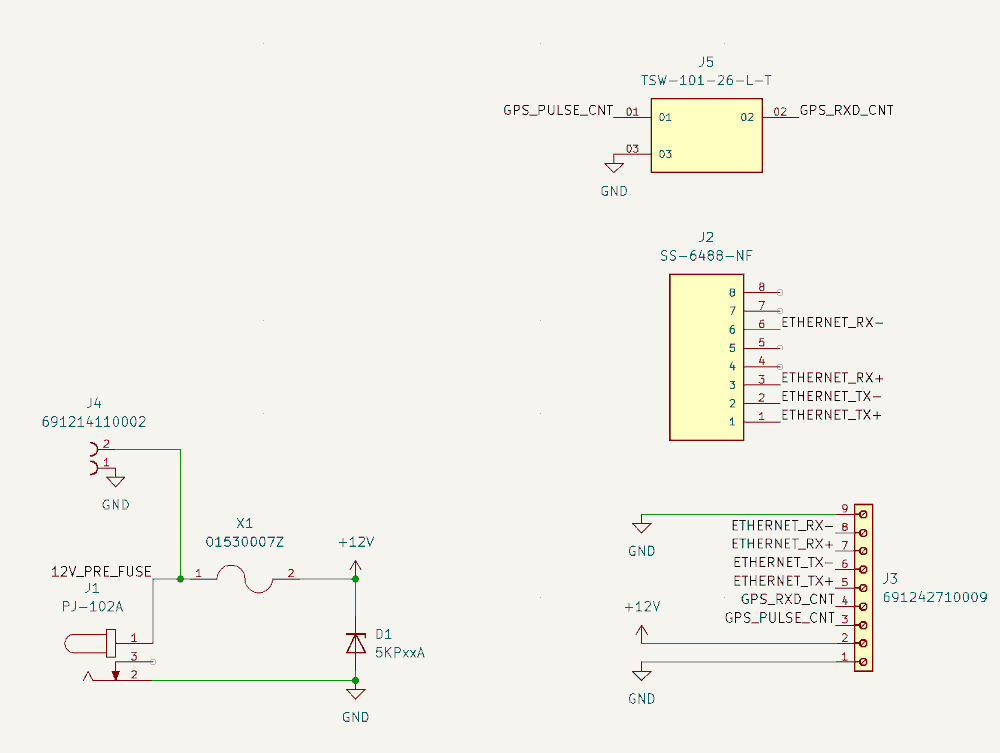 J5
TSW-101-26-L-T
GPS_PULSE_CNT 01 01 02 02 GPS_RXD_CNT
03 03
GND
J2
SS-6488-NF
8 8
7 7
6 6 ETHERNET_RX-
5 5
4 4
3 3 ETHERNET_RX+
2 2 ETHERNET_TX-
1 1 ETHERNET_TX+
J4
691214110002
2
1
GND
X1
01530007Z
+12V
12V_PRE_FUSE 1 2
J1
PJ-102A
1
3
2
D1
5KPxxA
GND
9
GND
ETHERNET_RX- 8
ETHERNET_RX+ 7
ETHERNET_TX- 6
ETHERNET_TX+ 5
GPS_RXD_CNT 4
GPS_PULSE_CNT 3
+12V
2
1
GND
J3
691242710009